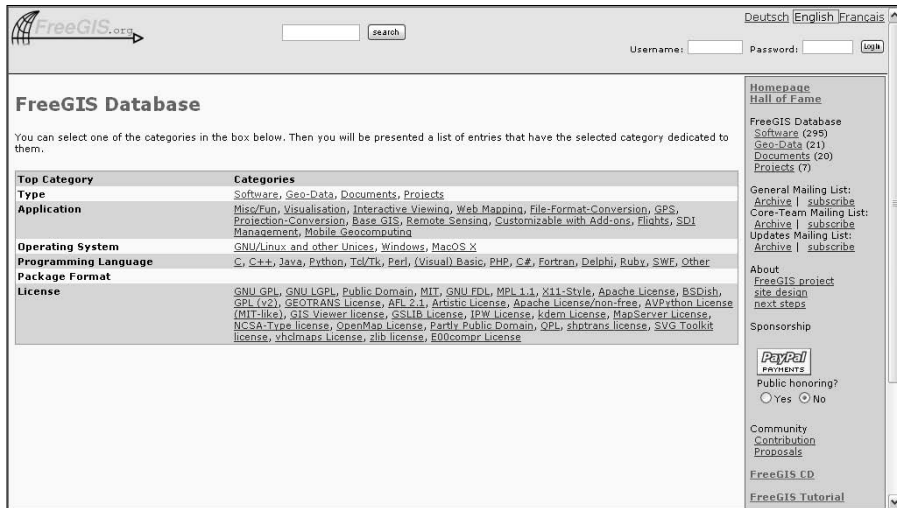 FreeGIS.org
search
Deutsch English Français
Username: Password: Log In
FreeGIS Database
You can select one of the categories in the box below. Then you will be presented a list of entries that have the selected category dedicated to
them.
Top Category Categories
Type Software, Geo-Data, Documents, Projects
Application Misc/Fun, Visualisation, Interactive Viewing, Web Mapping, File-Format-Conversion, GPS,
Projection-Conversion, Base GIS, Remote Sensing, Customizable with Add-ons, Flights, SDI
Management, Mobile Geocomputing
Operating System GNU/Linux and other Unices, Windows, MacOS X
Programming Language C, C++, Java, Python, Tcl/Tk, Perl, (Visual) Basic, PHP, C#, Fortran, Delphi, Ruby, SWF, Other
Package Format
License GNU GPL, GNU LGPL, Public Domain, MIT, GNU FDL, MPL 1.1, X11-Style, Apache License, BSDish,
GPL (v2), GEOTRANS License, AFL 2.1, Artistic License, Apache License/non-free, AVPython License
(MIT-like), GIS Viewer license, GSLIB License, IPW License, kdem License, MapServer License,
NCSA-Type license, OpenMap License, Partly Public Domain, QPL, shptrans license, SVG Toolkit
license, vhclmaps License, zlib license, E00compr License
Homepage
Hall of Fame
FreeGIS Database
Software (295)
Geo-Data (21)
Documents (20)
Projects (7)
General Mailing List:
Archive | subscribe
Core-Team Mailing List:
Archive | subscribe
Updates Mailing List:
Archive | subscribe
About
FreeGIS project
site design
next steps
Sponsorship
PayPal
PAYMENTS
Public honoring?
Yes No
Community
Contribution
Proposals
FreeGIS CD
FreeGIS Tutorial